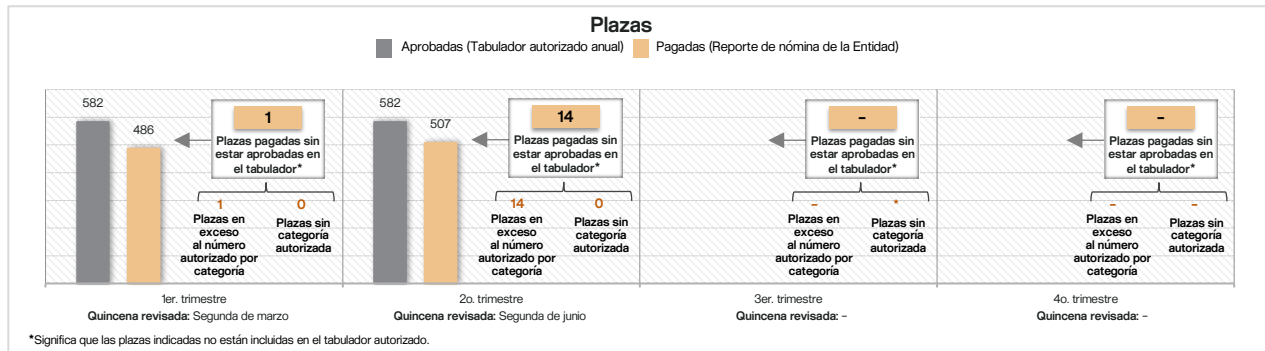 Plazas
Aprobadas (Tabulador autorizado anual)
Pagadas (Reporte de nómina de la Entidad)
582
486
1
Plazas pagadas sin
estar aprobadas en
el tabulador*
1
Plazas en
exceso
al número
autorizado por
categoría
0
Plazas sin
categoría
autorizada
1er. trimestre
Quincena revisada: Segunda de marzo
582
507
14
Plazas pagadas sin
estar aprobadas en
el tabulador*
14
Plazas en
exceso
al número
autorizado por
categoría
0
Plazas sin
categoría
autorizada
2o. trimestre
Quincena revisada: Segunda de junio
–
Plazas pagadas sin
estar aprobadas en
el tabulador*
–
Plazas en
exceso
al número
autorizado por
categoría
*
Plazas sin
categoría
autorizada
3er. trimestre
Quincena revisada: –
–
Plazas pagadas sin
estar aprobadas en
el tabulador*
–
Plazas en
exceso
al número
autorizado por
categoría
–
Plazas sin
categoría
autorizada
4o. trimestre
Quincena revisada: –
*Significa que las plazas indicadas no están incluidas en el tabulador autorizado.